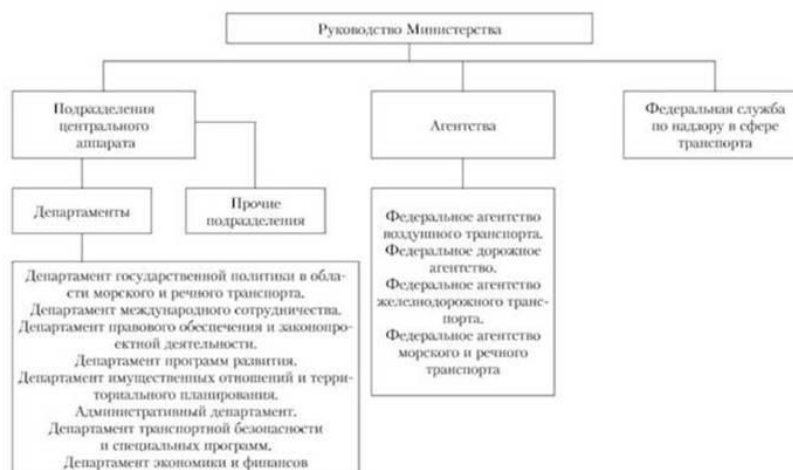 Руководство Министерства
Подразделения
центрального
аппарата
Агентства
Федеральная служба
по надзору в сфере
транспорта
Департаменты
Прочие
подразделения
Федеральное агентство
воздушного транспорта.
Федеральное дорожное
агентство.
Федеральное агентство
железнодорожного транс-
порта.
Федеральное агентство
морского и речного
транспорта
Департамент государственной политики в обла-
сти морского и речного транспорта.
Департамент международного сотрудничества.
Департамент правового обеспечения и законопро-
ектной деятельности.
Департамент программ развития.
Департамент имущественных отношений и терри-
ториального планирования.
Административный департамент.
Департамент транспортной безопасности
и специальных программ.
Департамент экономики и финансов